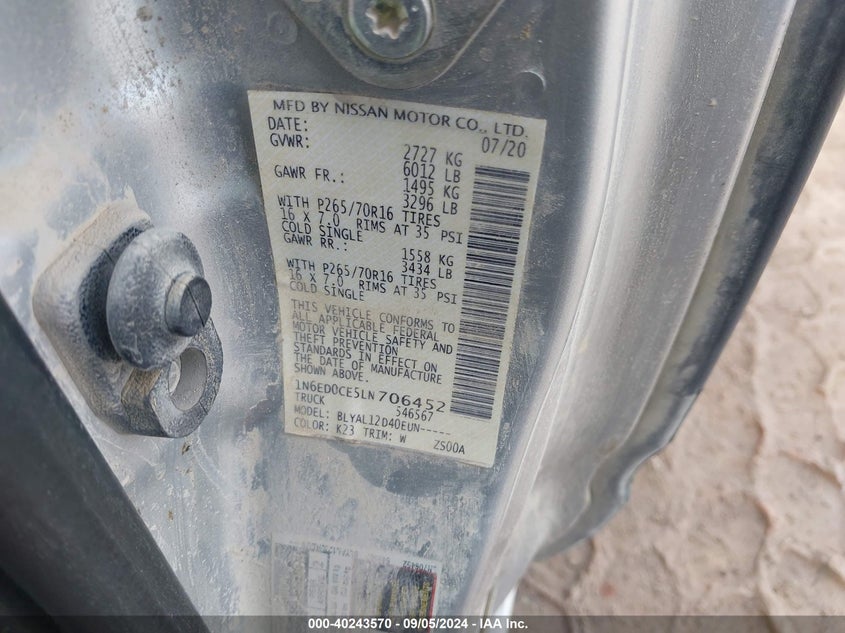 MFD BY NISSAN MOTOR CO., LTD.
DATE: 07/20
GVWR: 2727 KG
6012 LB
GAWR FR.: 1495 KG
3296 LB
WITH P265/70R16 TIRES
16 X 7.0 RIMS AT 35 PSI
COLD SINGLE
GAWR RR.: 1558 KG
3434 LB
WITH P265/70R16 TIRES
16 X 7.0 RIMS AT 35 PSI
COLD SINGLE
THIS VEHICLE CONFORMS TO
ALL APPLICABLE FEDERAL
MOTOR VEHICLE SAFETY AND
THEFT PREVENTION
STANDARDS IN EFFECT ON
THE DATE OF MANUFACTURE
SHOWN ABOVE.
1N6ED0CE5LN706452
TRUCK 546567
MODEL: BLYAL12D40EUN-----
COLOR: K23 TRIM: W ZS00A
000-40243570 - 09/05/2024 - IAA Inc.